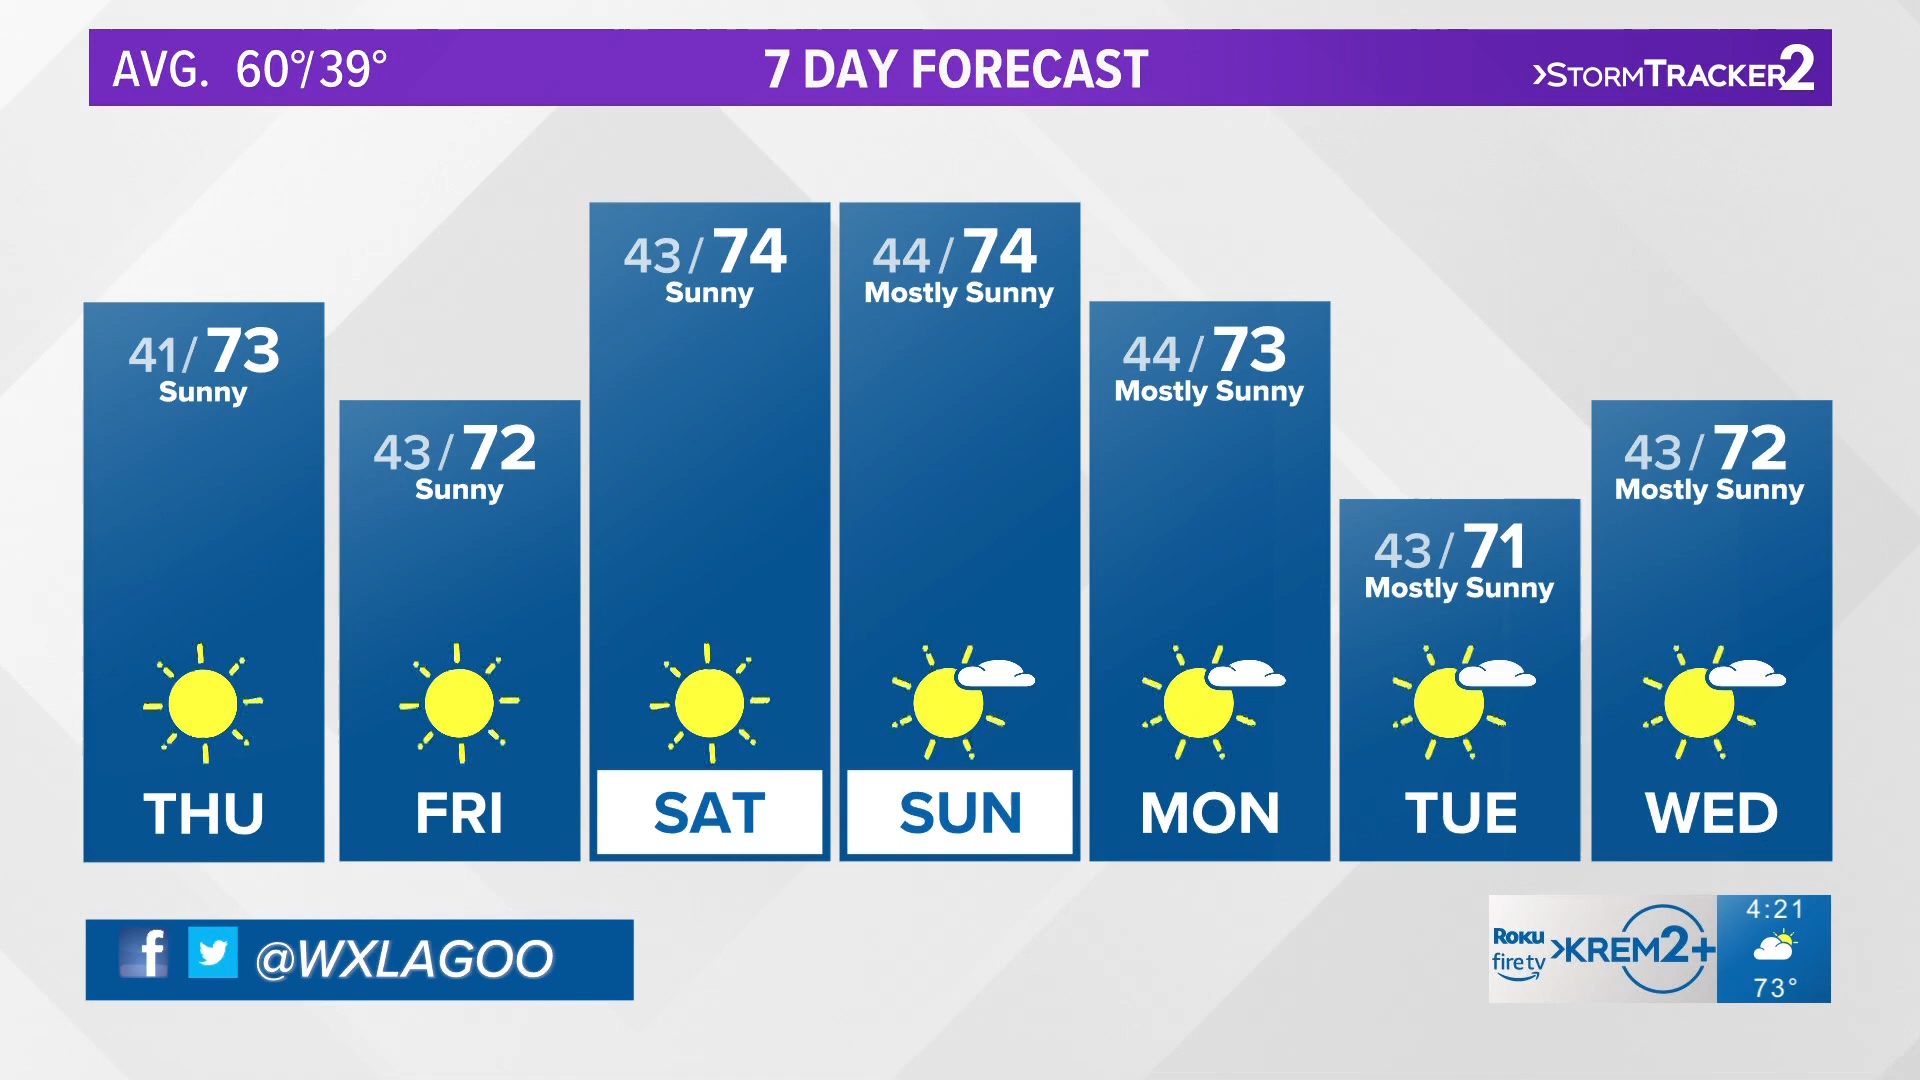 AVG. 60°/39°
7 DAY FORECAST
STORMTRACKER2
41/73
Sunny
THU
43/72
Sunny
FRI
43/74
Sunny
SAT
44/74
Mostly Sunny
SUN
44/73
Mostly Sunny
MON
43/71
Mostly Sunny
TUE
43/72
Mostly Sunny
WED
@WXLAGOO
Roku
fire tv
KREM2+
4:21
73°